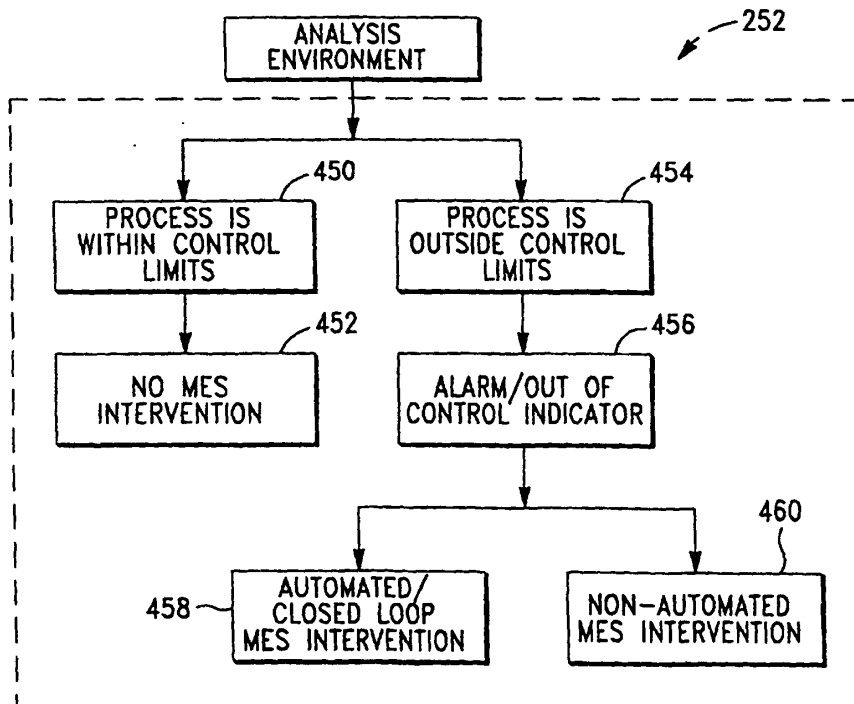 252
ANALYSIS
ENVIRONMENT
450
PROCESS IS
WITHIN CONTROL
LIMITS
454
PROCESS IS
OUTSIDE CONTROL
LIMITS
452
NO MES
INTERVENTION
456
ALARM/OUT OF
CONTROL INDICATOR
458
AUTOMATED/
CLOSED LOOP
MES INTERVENTION
460
NON-AUTOMATED
MES INTERVENTION